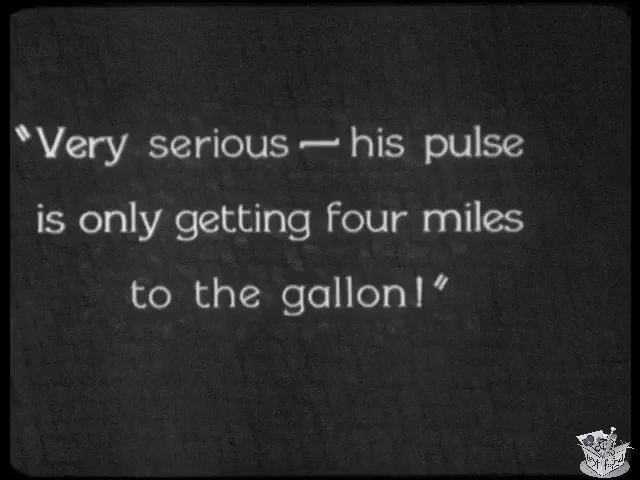 "Very serious — his pulse
is only getting four miles
to the gallon!"